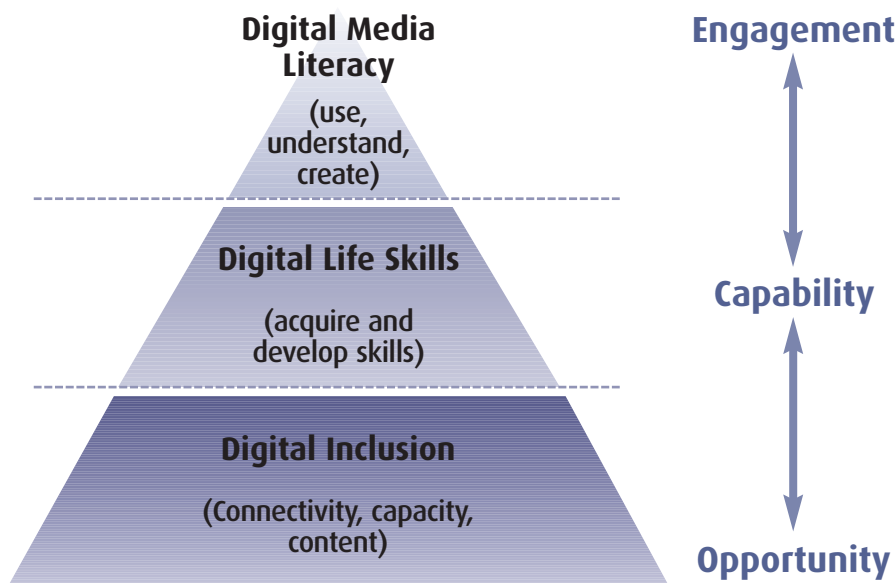 Digital Media
Literacy
(use,
understand,
create)
Digital Life Skills
(acquire and
develop skills)
Digital Inclusion
(Connectivity, capacity,
content)
Engagement
Capability
Opportunity